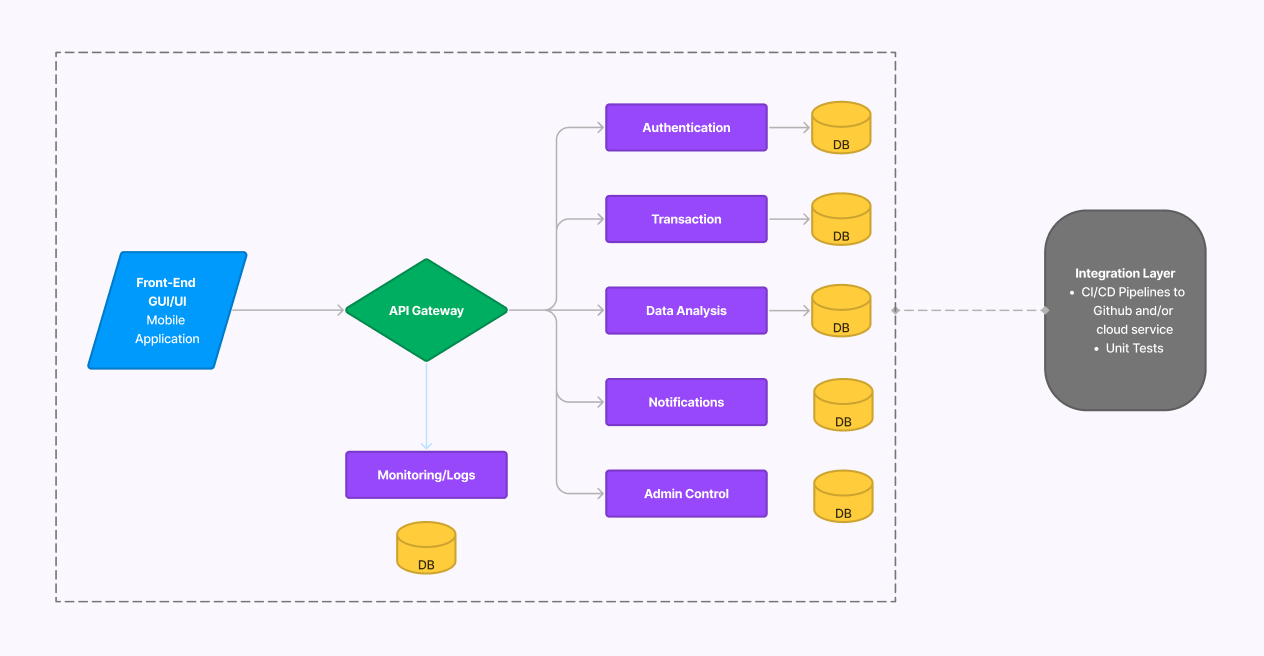 Authentication
DB
Transaction
DB
Front-End
GUI/UI
Mobile
Application
API Gateway
Data Analysis
DB
Integration Layer
• CI/CD Pipelines to
Github and/or
cloud service
• Unit Tests
Notifications
DB
Monitoring/Logs
DB
Admin Control
DB